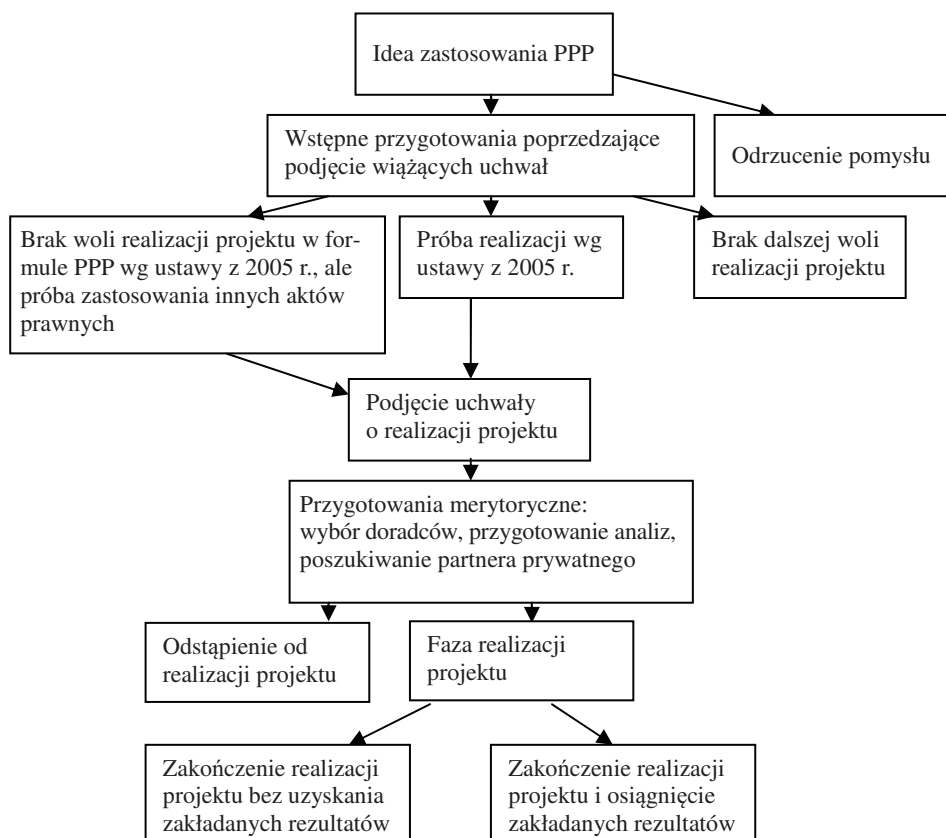 Idea zastosowania PPP
Wstępne przygotowania poprzedzające
podjęcie wiążących uchwał
Odrzucenie pomysłu
Brak woli realizacji projektu w for-
mule PPP wg ustawy z 2005 r., ale
próba zastosowania innych aktów
prawnych
Próba realizacji wg
ustawy z 2005 r.
Brak dalszej woli
realizacji projektu
Podjęcie uchwały
o realizacji projektu
Przygotowania merytoryczne:
wybór doradców, przygotowanie analiz,
poszukiwanie partnera prywatnego
Odstąpienie od
realizacji projektu
Faza realizacji
projektu
Zakończenie realizacji
projektu bez uzyskania
zakładanych rezultatów
Zakończenie realizacji
projektu i osiągnięcie
zakładanych rezultatów